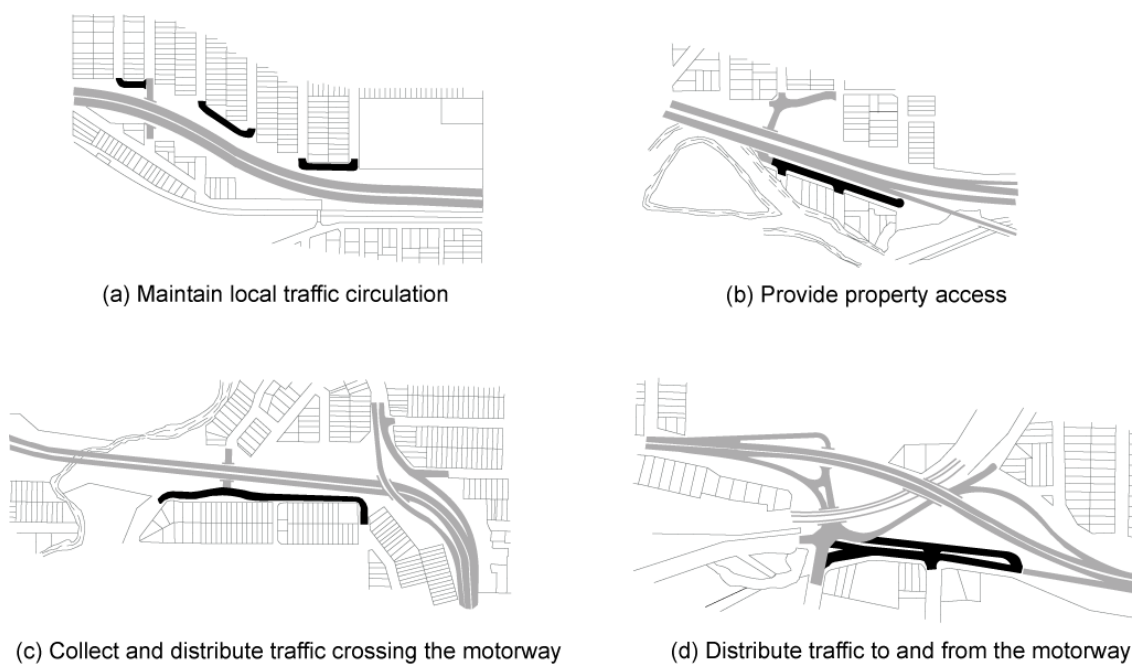 (a) Maintain local traffic circulation
(b) Provide property access
(c) Collect and distribute traffic crossing the motorway
(d) Distribute traffic to and from the motorway